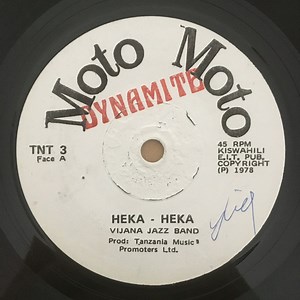 Moto Moto
DYNAMITE
TNT 3
Face A
45 RPM
KISWAHILI
E.I.T. PUB.
COPYRIGHT
(P) 1978
HEKA - HEKA
VIJANA JAZZ BAND
Prod: Tanzania Music
Promoters Ltd.